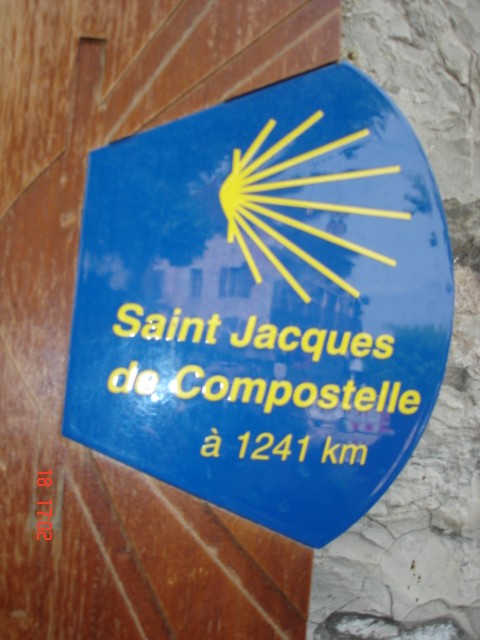 Saint Jacques
de Compostelle
à 1241 km
18 11:02